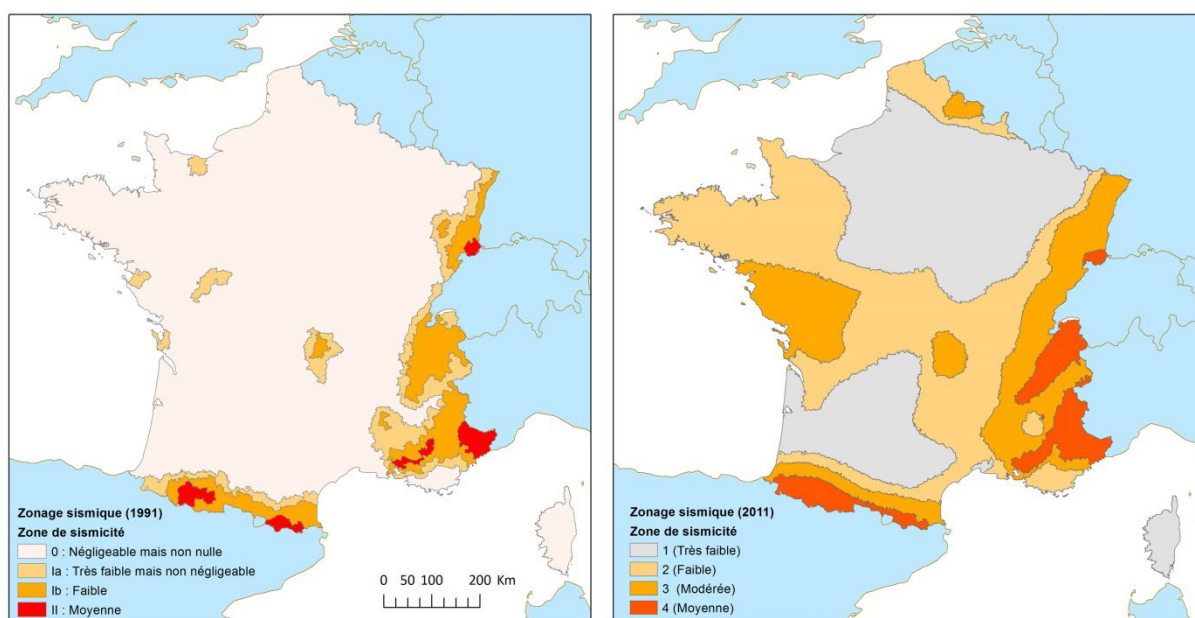 Zonage sismique (1991)
Zone de sismicité
0 : Négligeable mais non nulle
Ia : Très faible mais non négligeable
Ib : Faible
II : Moyenne
0 50 100 200 Km
Zonage sismique (2011)
Zone de sismicité
1 (Très faible)
2 (Faible)
3 (Modérée)
4 (Moyenne)